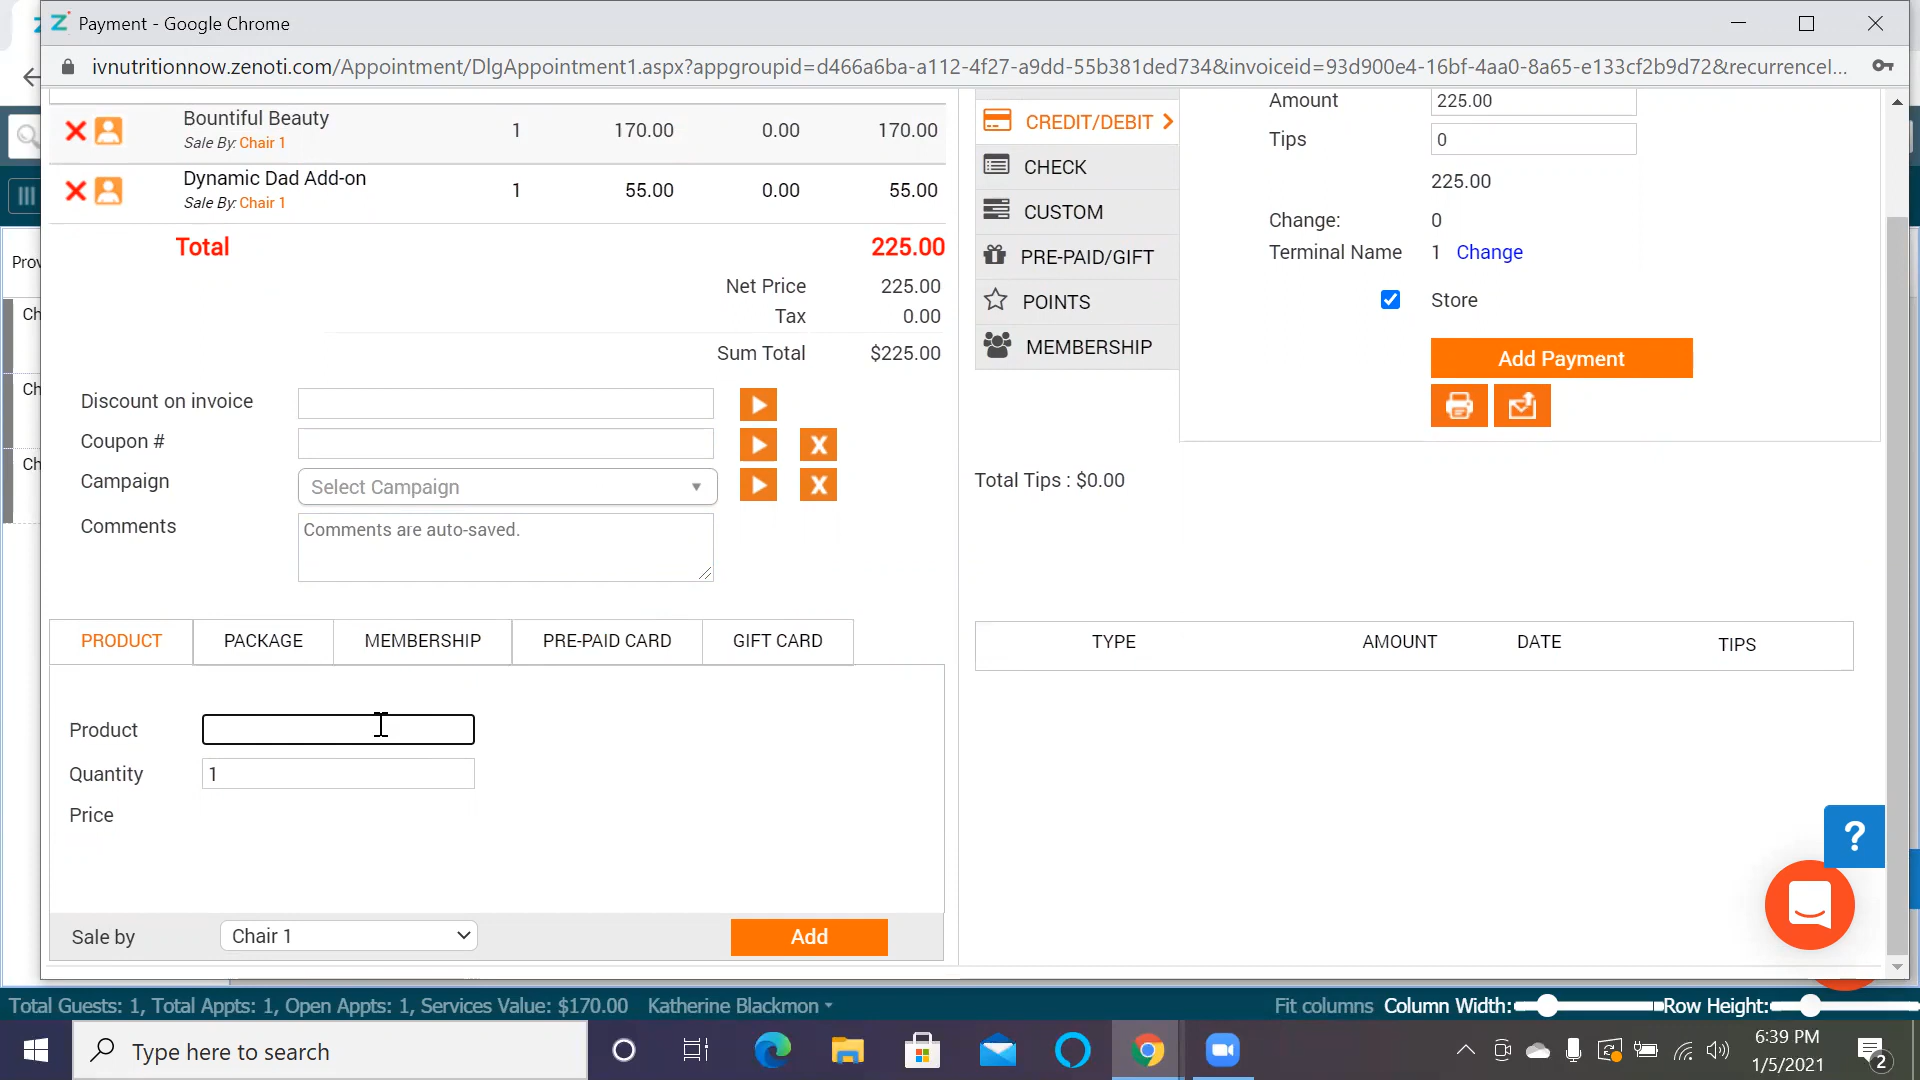 Payment - Google Chrome
ivnutritionnow.zenoti.com/Appointment/DlgAppointment1.aspx?appgroupid=d466a6ba-a112-4f27-a9dd-55b381ded734&invoiceid=93d900e4-16bf-4aa0-8a65-e133cf2b9d72&recurrenceI...
Bountiful Beauty 1 170.00 0.00 170.00
Sale By: Chair 1
Dynamic Dad Add-on 1 55.00 0.00 55.00
Sale By: Chair 1
Total 225.00
Net Price 225.00
Tax 0.00
Sum Total $225.00
Discount on invoice
Coupon #
X
Campaign Select Campaign
X
Comments Comments are auto-saved.
PRODUCT PACKAGE MEMBERSHIP PRE-PAID CARD GIFT CARD
Product
Quantity 1
Price
Sale by Chair 1 Add
CREDIT/DEBIT
CHECK
CUSTOM
PRE-PAID/GIFT
POINTS
MEMBERSHIP
Amount 225.00
Tips 0
225.00
Change: 0
Terminal Name 1 Change
Store
Add Payment
Total Tips : $0.00
TYPE AMOUNT DATE TIPS
?
Prov
Ch
Ch
Ch
Total Guests: 1, Total Appts: 1, Open Appts: 1, Services Value: $170.00 Katherine Blackmon Fit columns Column Width: Row Height:
Type here to search
6:39 PM
1/5/2021
2